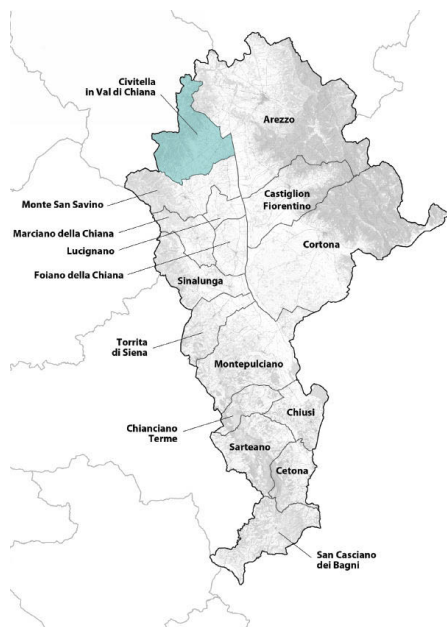 Civitella
in Val di Chiana
Arezzo
Monte San Savino
Castiglion
Fiorentino
Marciano della Chiana
Lucignano
Cortona
Foiano della Chiana
Sinalunga
Torrita
di Siena
Montepulciano
Chiusi
Chianciano
Terme
Sarteano
Cetona
San Casciano
dei Bagni